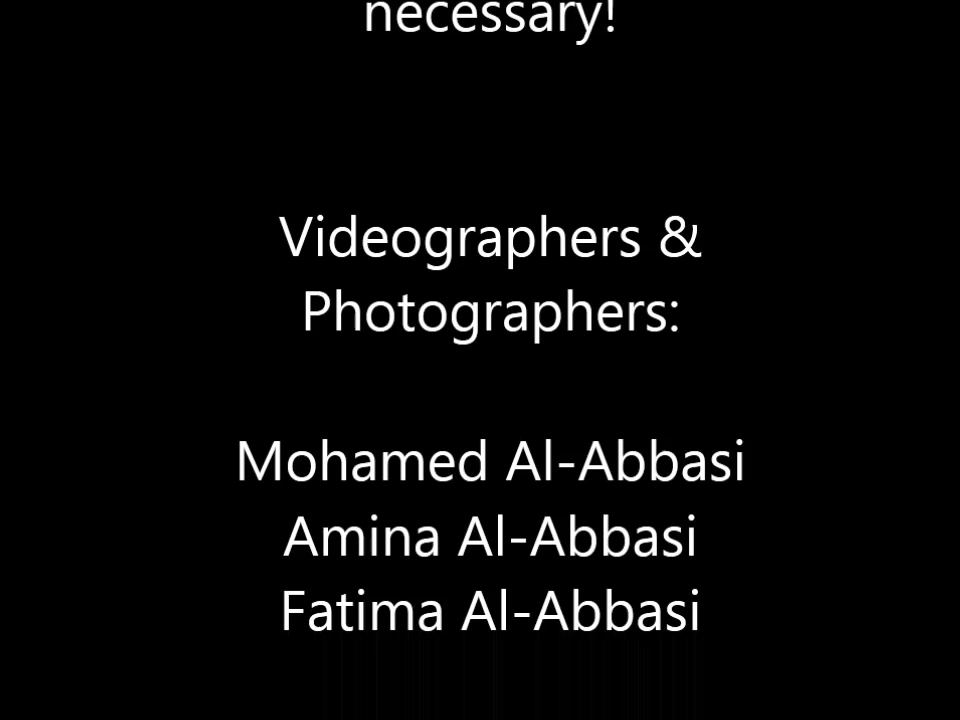 necessary!
Videographers &
Photographers:
Mohamed Al-Abbasi
Amina Al-Abbasi
Fatima Al-Abbasi